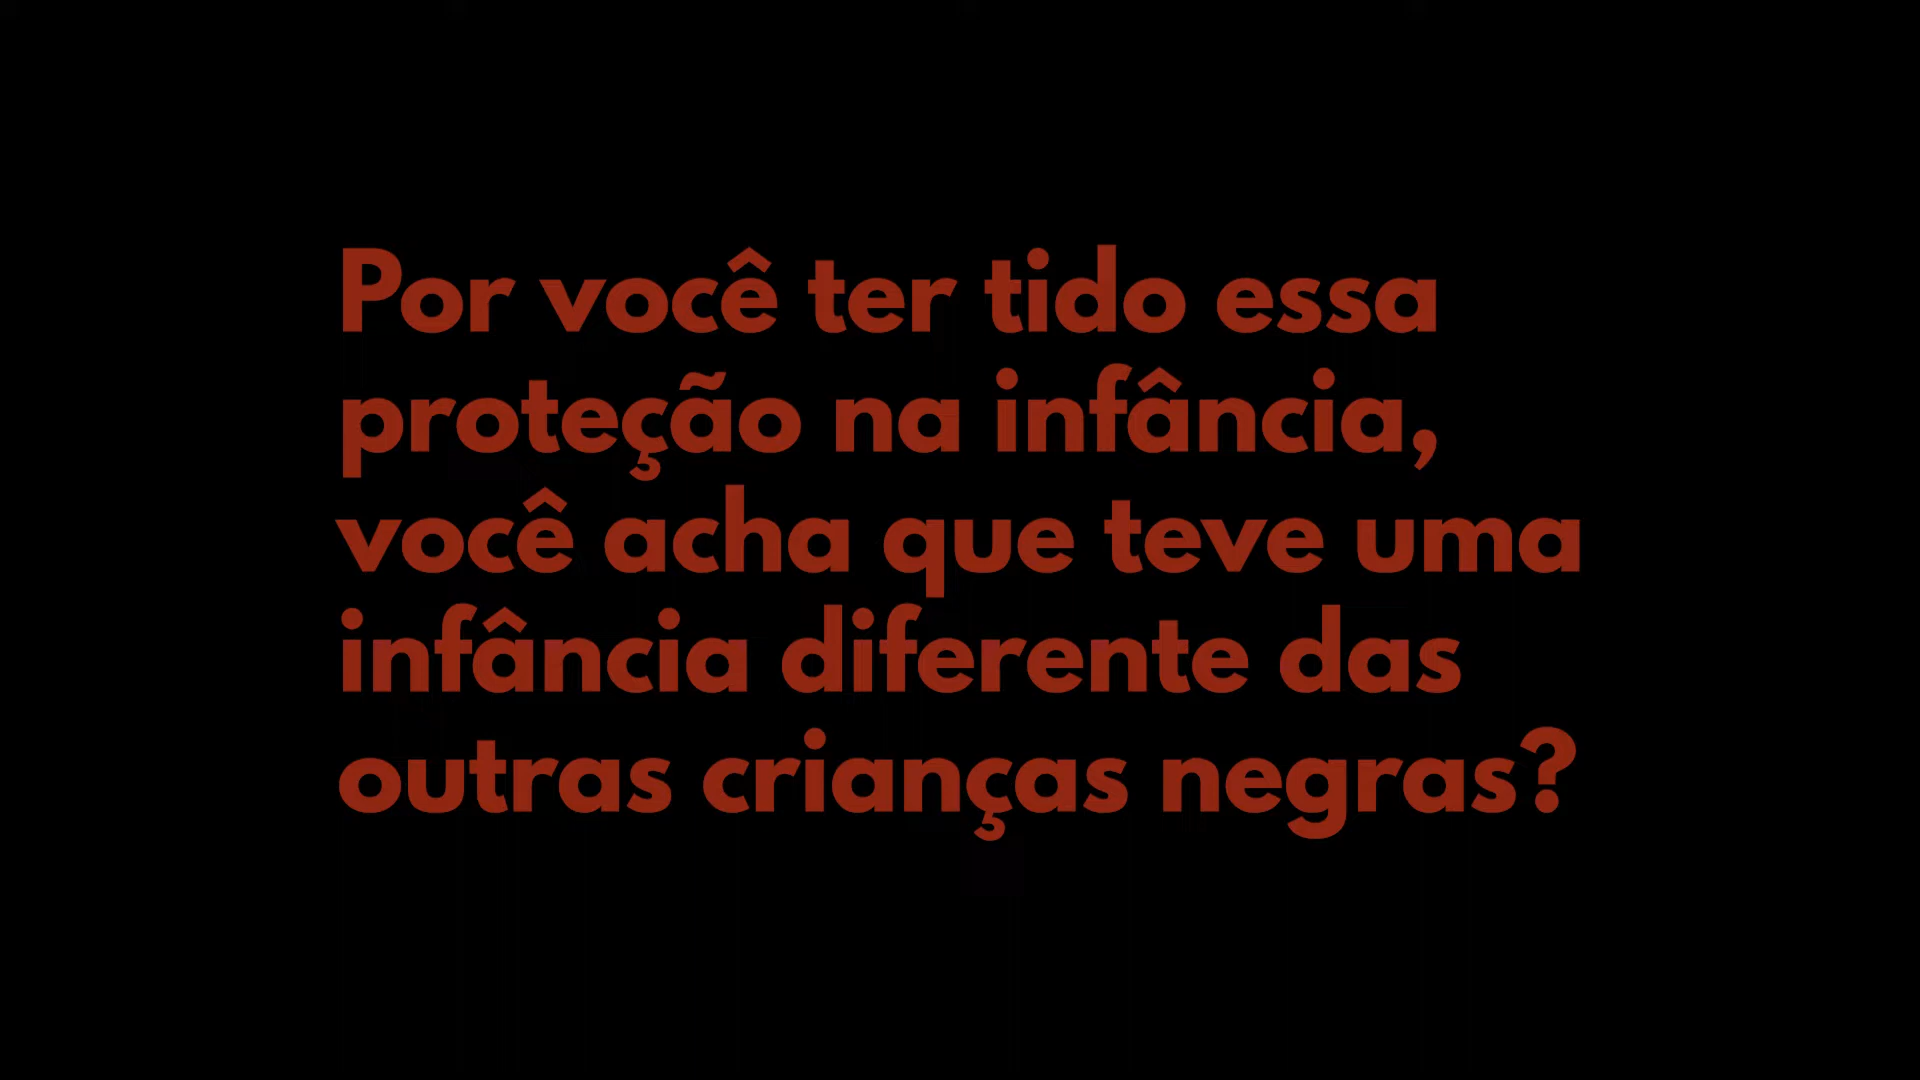 Por você ter tido essa
proteção na infância,
você acha que teve uma
infância diferente das
outras crianças negras?